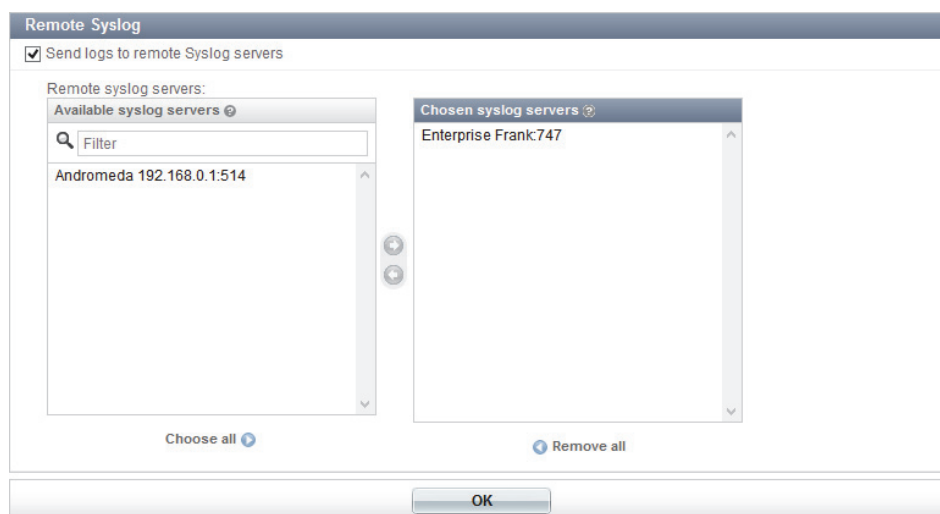 Remote Syslog
Send logs to remote Syslog servers
Remote syslog servers:
Available syslog servers
Filter
Andromeda 192.168.0.1:514
Choose all
Chosen syslog servers
Enterprise Frank:747
Remove all
OK